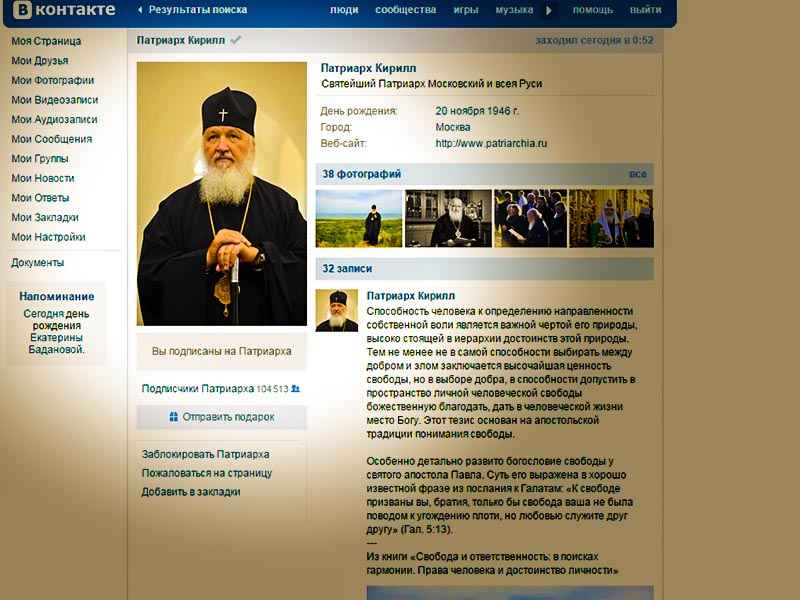 В контакте
Результаты поиска
люди сообщества игры музыка помощь выйти
Моя Страница
Мои Друзья
Мои Фотографии
Мои Видеозаписи
Мои Аудиозаписи
Мои Сообщения
Мои Группы
Мои Новости
Мои Ответы
Мои Закладки
Мои Настройки
Документы
Напоминание
Сегодня день
рождения
Екатерины
Бадановой.
Патриарх Кирилл
заходил сегодня в 0:52
Вы подписаны на Патриарха
Подписчики Патриарха 104 513
Отправить подарок
Заблокировать Патриарха
Пожаловаться на страницу
Добавить в закладки
Патриарх Кирилл
Святейший Патриарх Московский и всея Руси
День рождения: 20 ноября 1946 г.
Город: Москва
Веб-сайт: http://www.patriarchia.ru
38 фотографий все
32 записи
Патриарх Кирилл
Способность человека к определению направленности
собственной воли является важной чертой его природы,
высоко стоящей в иерархии достоинств этой природы.
Тем не менее не в самой способности выбирать между
добром и злом заключается высочайшая ценность
свободы, но в выборе добра, в способности допустить в
пространство личной человеческой свободы
божественную благодать, дать в человеческой жизни
место Богу. Этот тезис основан на апостольской
традиции понимания свободы.
Особенно детально развито богословие свободы у
святого апостола Павла. Суть его выражена в хорошо
известной фразе из послания к Галатам: «К свободе
призваны вы, братия, только бы свобода ваша не была
поводом к угождению плоти, но любовью служите друг
другу» (Гал. 5:13).
—
Из книги «Свобода и ответственность: в поисках
гармонии. Права человека и достоинство личности»